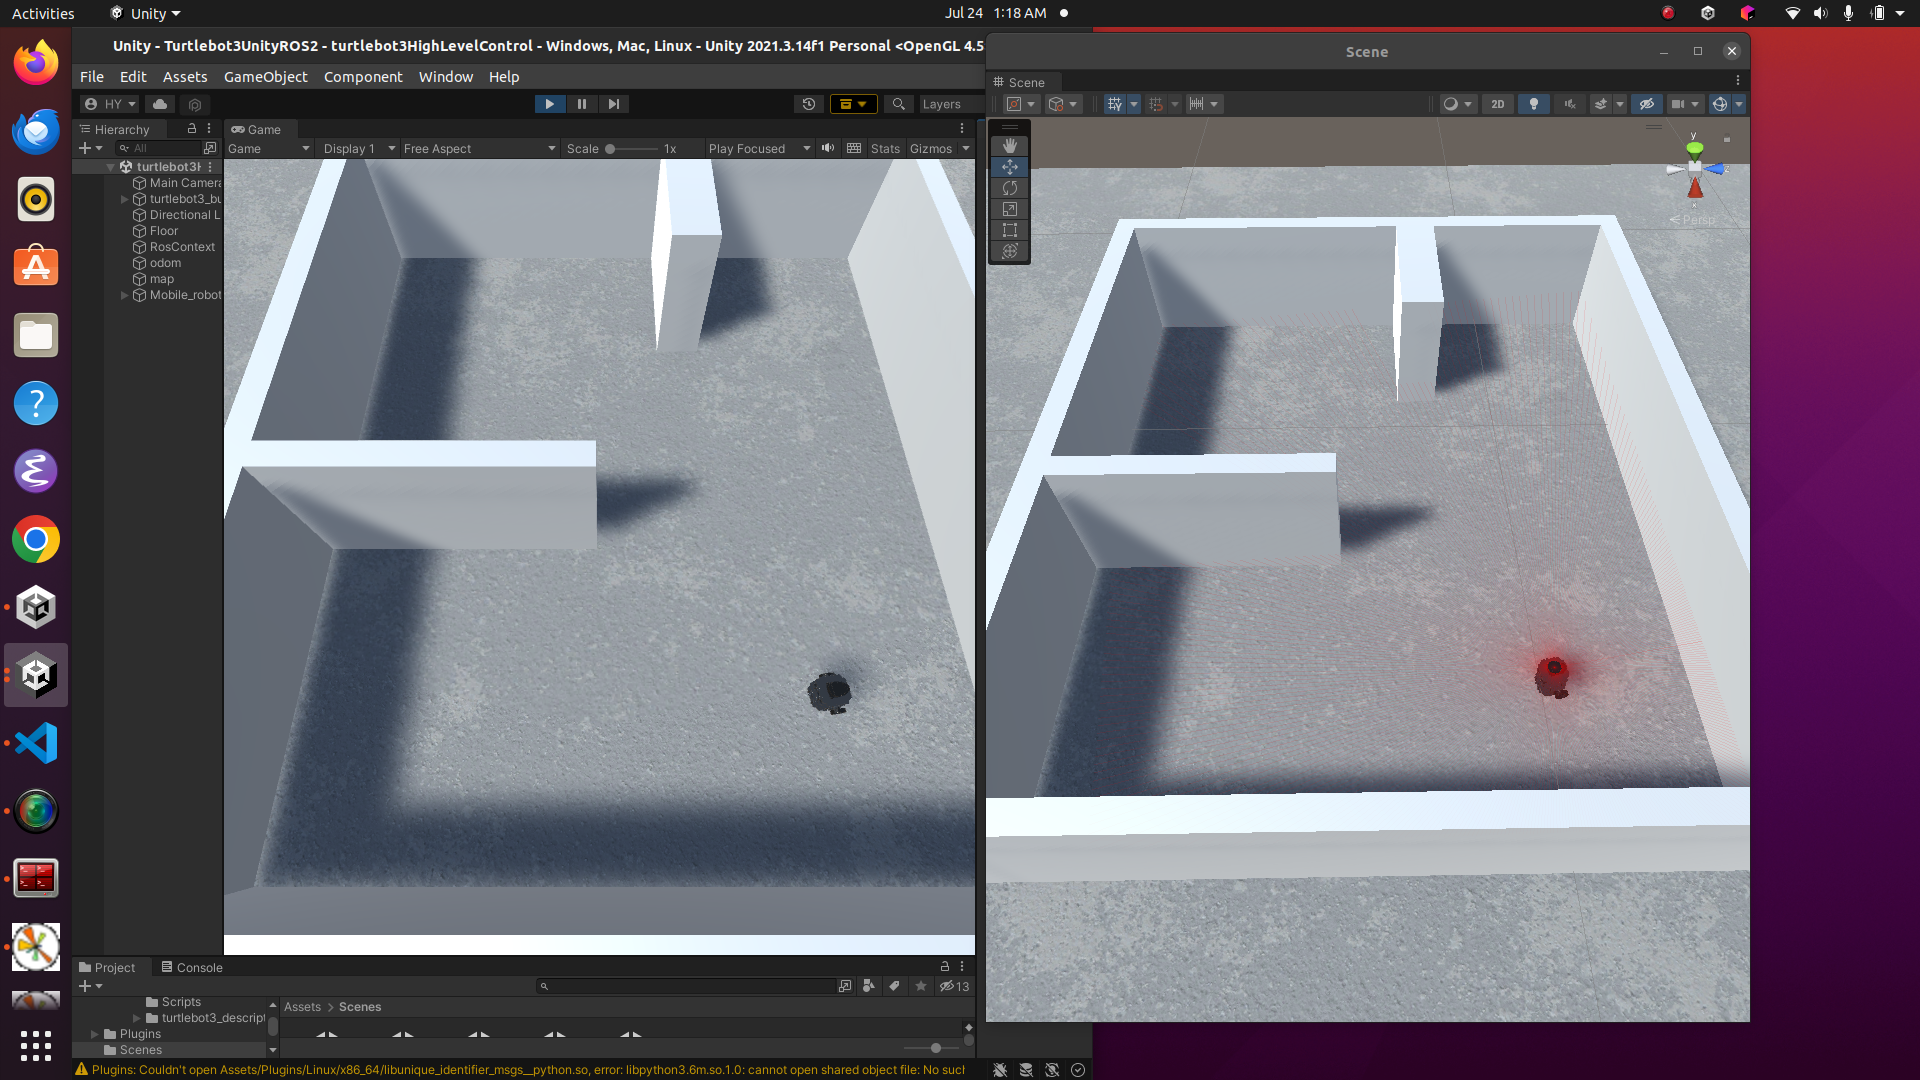 Activities
Unity
Jul 24 1:18 AM
Unity - Turtlebot3UnityROS2 - turtlebot3HighLevelControl - Windows, Mac, Linux - Unity 2021.3.14f1 Personal <OpenGL 4.5
File Edit Assets GameObject Component Window Help
HY
Layers
Hierarchy
All
turtlebot3H
Main Camera
turtlebot3_bu
Directional L
Floor
RosContext
odom
map
Mobile_robot
Game
Game
Display 1
Free Aspect
Scale
1x
Play Focused
Stats
Gizmos
Scene
Scene
2D
y
z
x
< Persp
Project
Console
13
Scripts
turtlebot3_descript
Plugins
Scenes
Assets > Scenes
Plugins: Couldn't open Assets/Plugins/Linux/x86_64/libunique_identifier_msgs__python.so, error: libpython3.6m.so.1.0: cannot open shared object file: No such